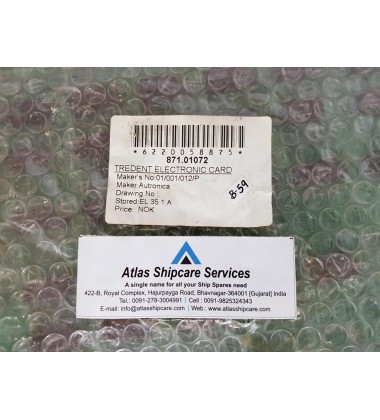 *6220058875*
871.01072
TREDENT ELECTRONIC CARD
Maker's No:01/001/012/P
Maker:Autronica
Drawing No :
Stored:EL 35 1 A
Price: NOK
B-59
Atlas Shipcare Services
A single name for all your Ship Spares need
422-B, Royal Complex, Hajurpayga Road, Bhavnagar-364001 [Gujarat] India
Tel.: 0091-278-3004991 | Cell : 0091-9825324343
E-mail: info@atlasshipcare.com | Web.: www.atlasshipcare.com